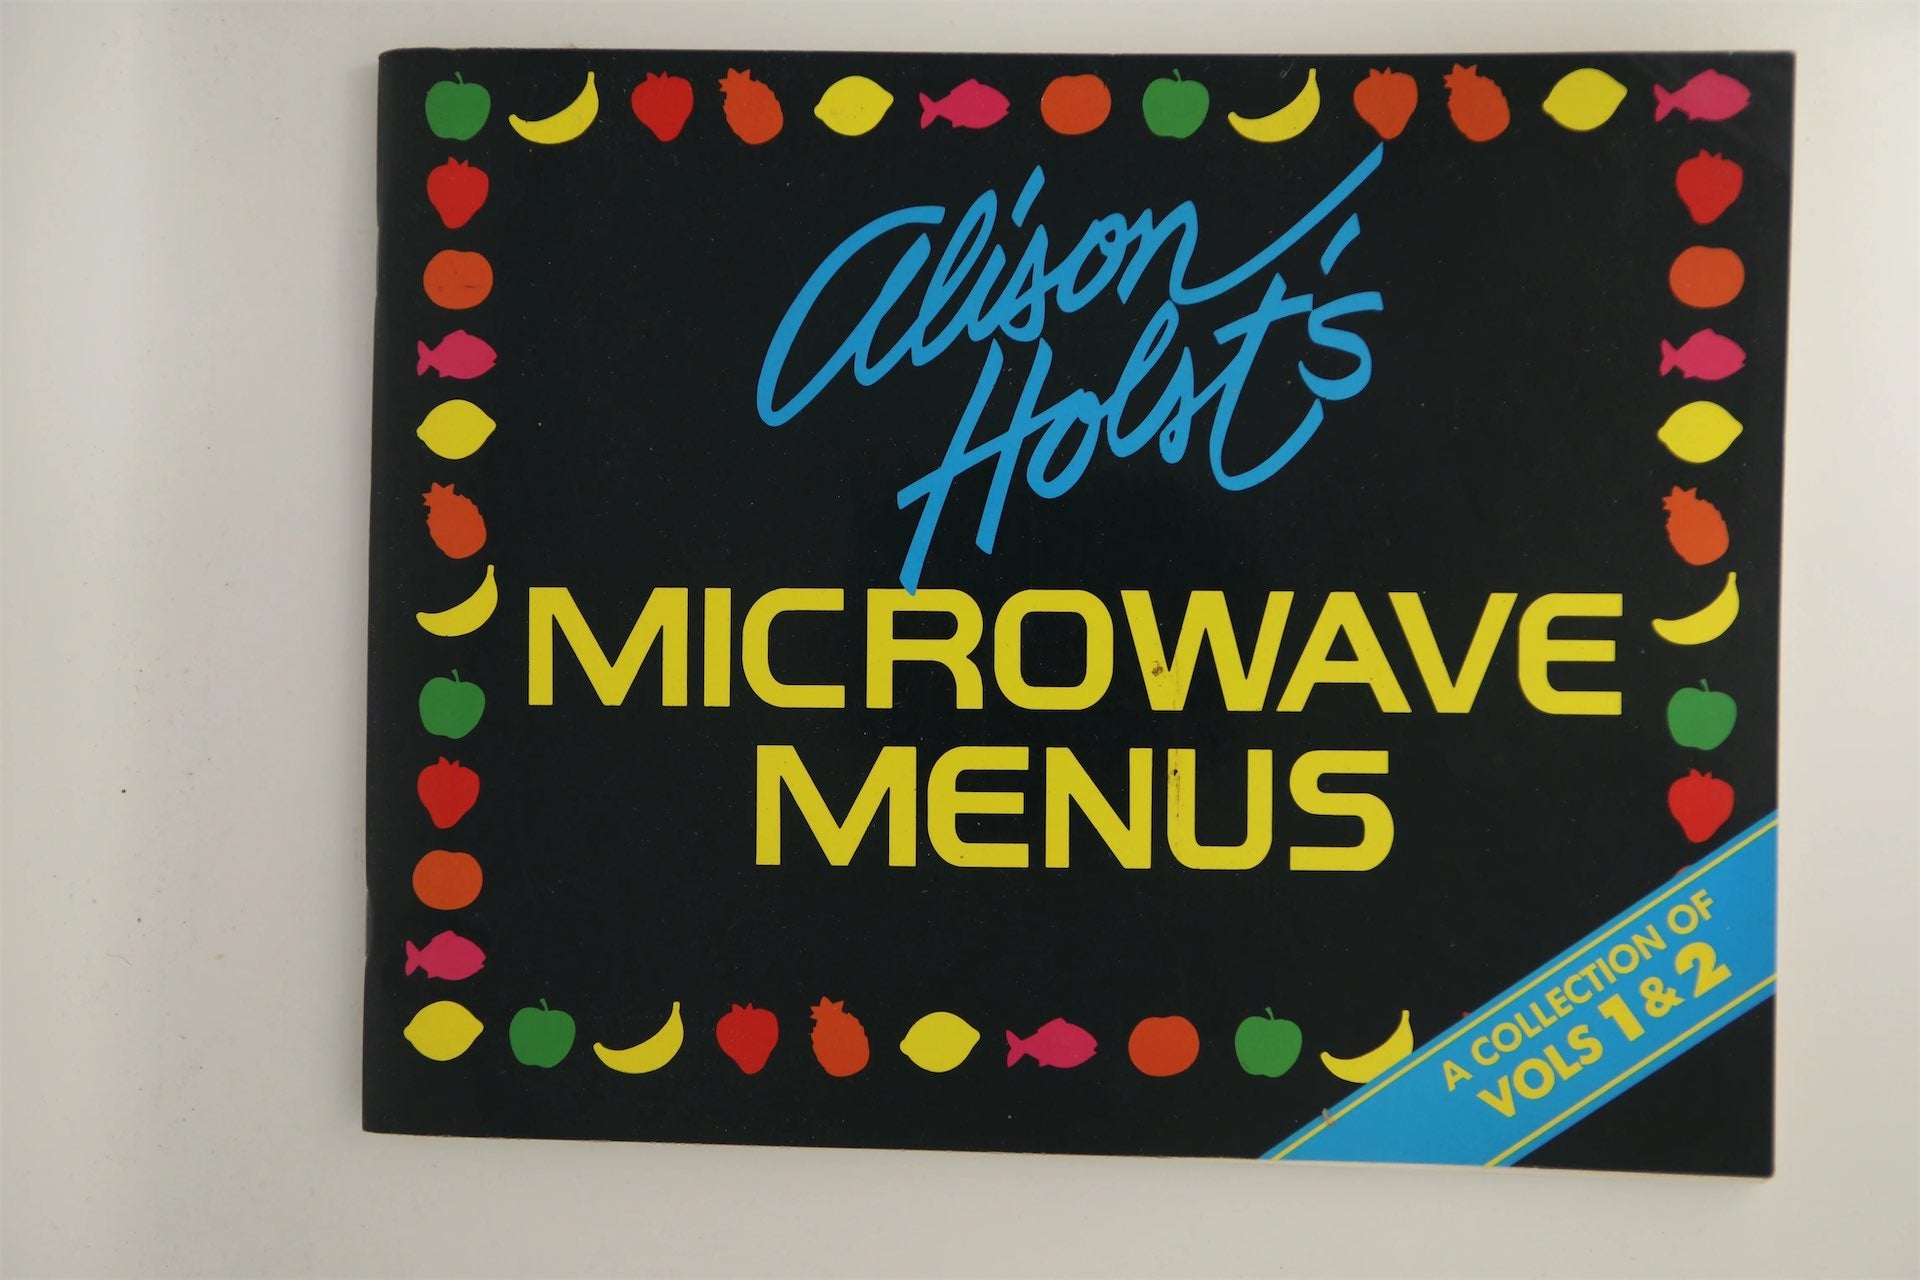 Alison
Holst's
MICROWAVE
MENUS
A COLLECTION OF
VOLS 1 & 2